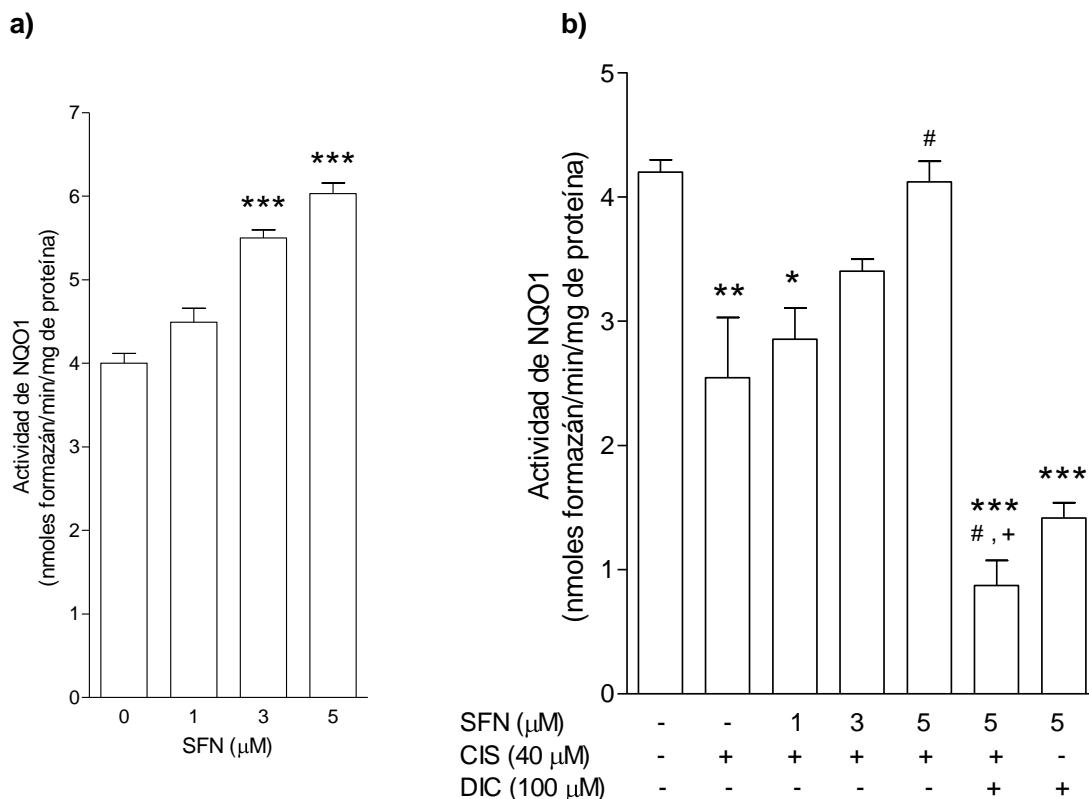 a)
Actividad de NQO1
(nmoles formazán/min/mg de proteína)
7
6
5
4
3
2
1
0
***
***
0 1 3 5
SFN (μM)
b)
Actividad de NQO1
(nmoles formazán/min/mg de proteína)
5
4
3
2
1
0
**
*
#
***
# , +
***
SFN (μM) - - 1 3 5 5 5
CIS (40 μM) - + + + + + -
DIC (100 μM) - - - - - + +